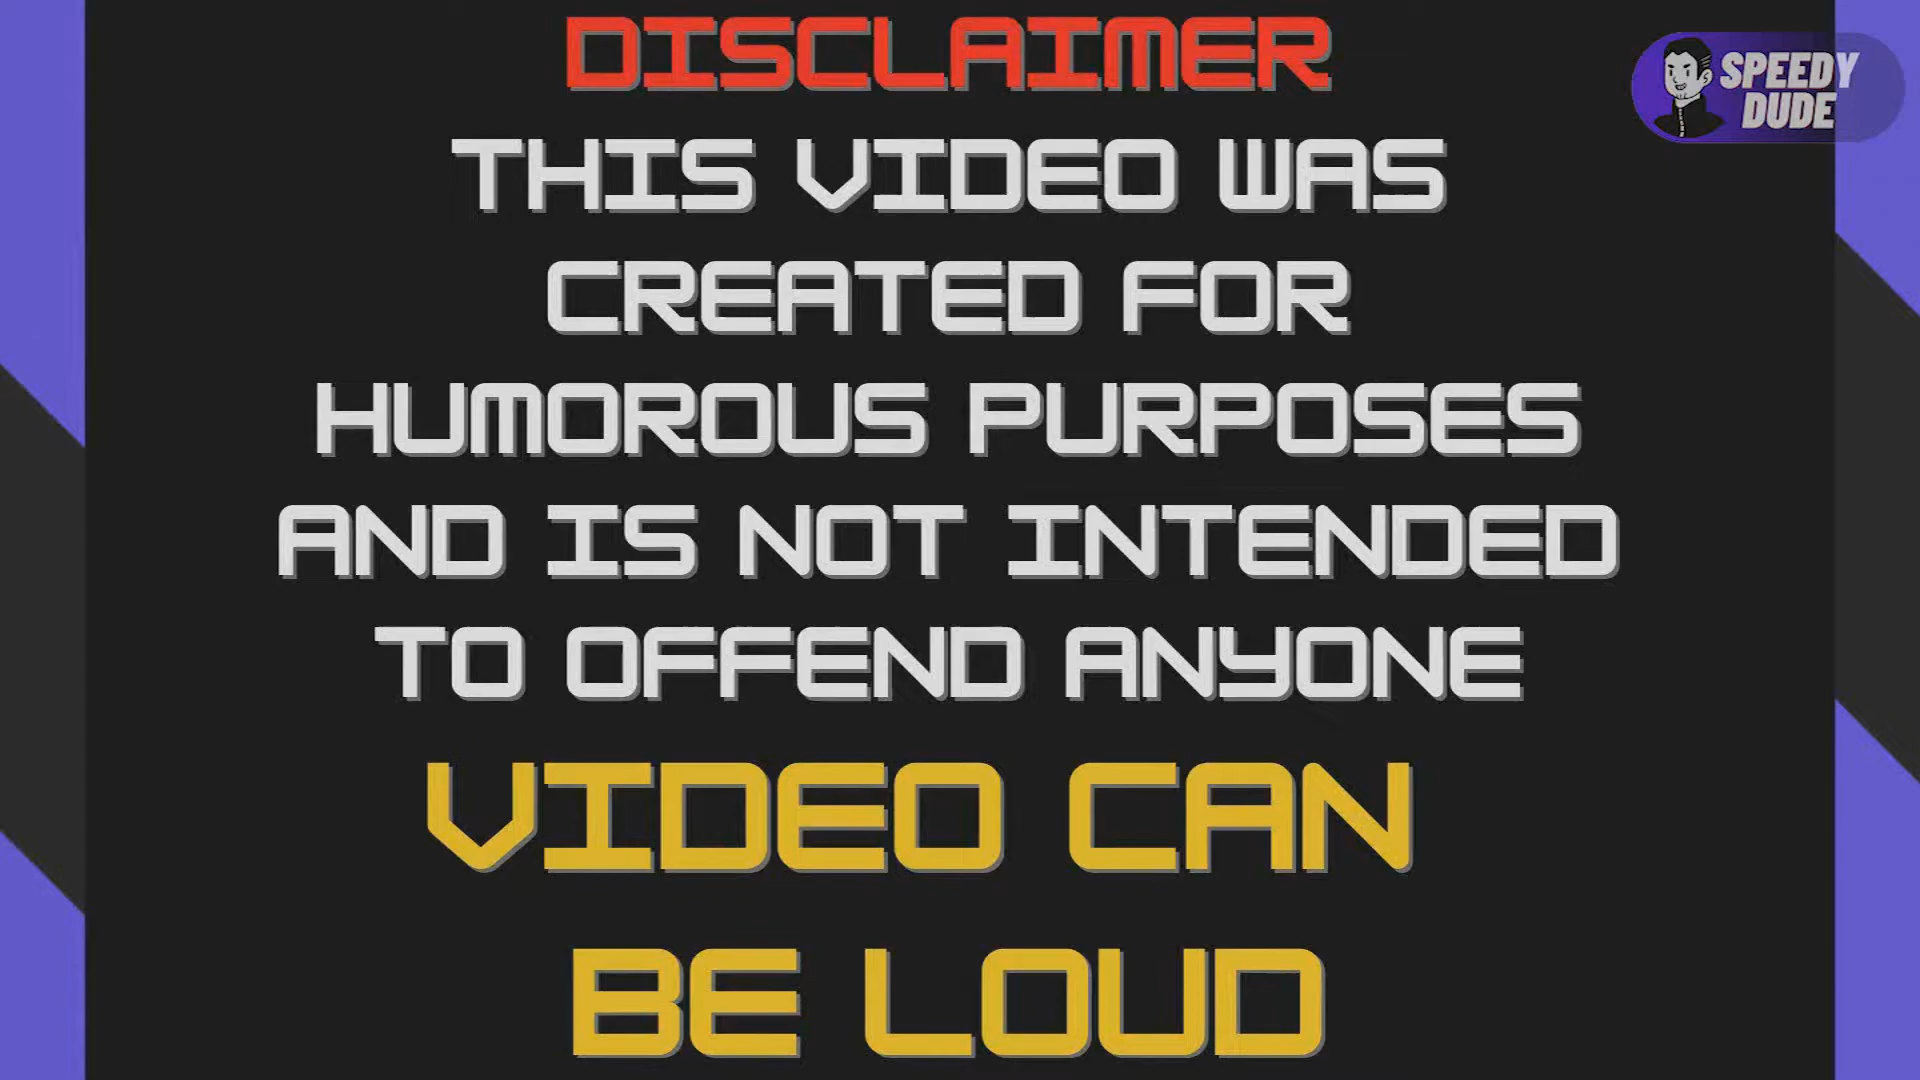 DISCLAIMER
SPEEDY
DUDE
THIS VIDEO WAS
CREATED FOR
HUMOROUS PURPOSES
AND IS NOT INTENDED
TO OFFEND ANYONE
VIDEO CAN
BE LOUD